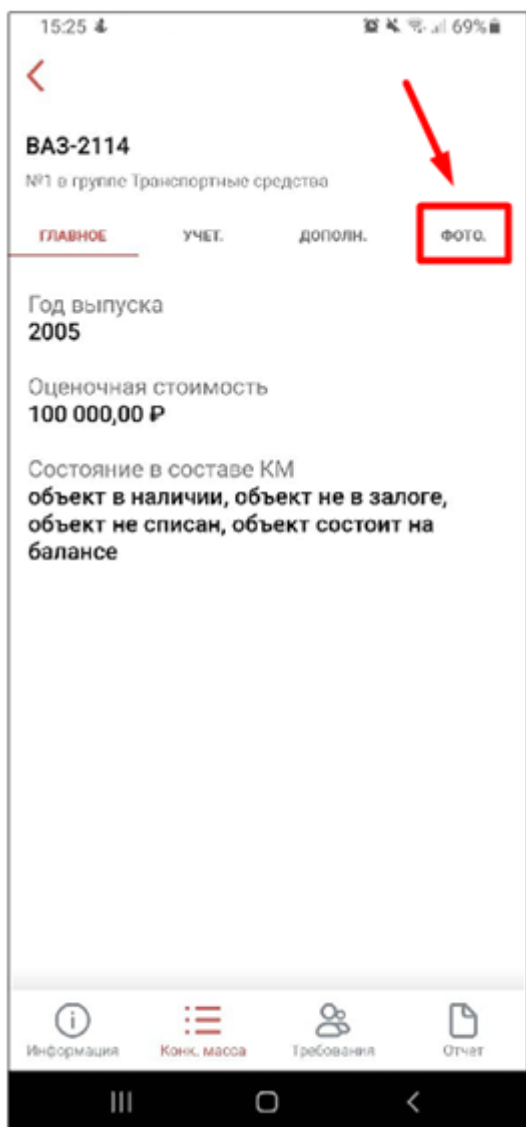 15:25 69%
ВАЗ-2114
№1 в группе Транспортные средства
ГЛАВНОЕ УЧЕТ. ДОПОЛН. ФОТО.
Год выпуска
2005
Оценочная стоимость
100 000,00 ₽
Состояние в составе КМ
объект в наличии, объект не в залоге,
объект не списан, объект состоит на
балансе
Информация Конк. масса Требования Отчет